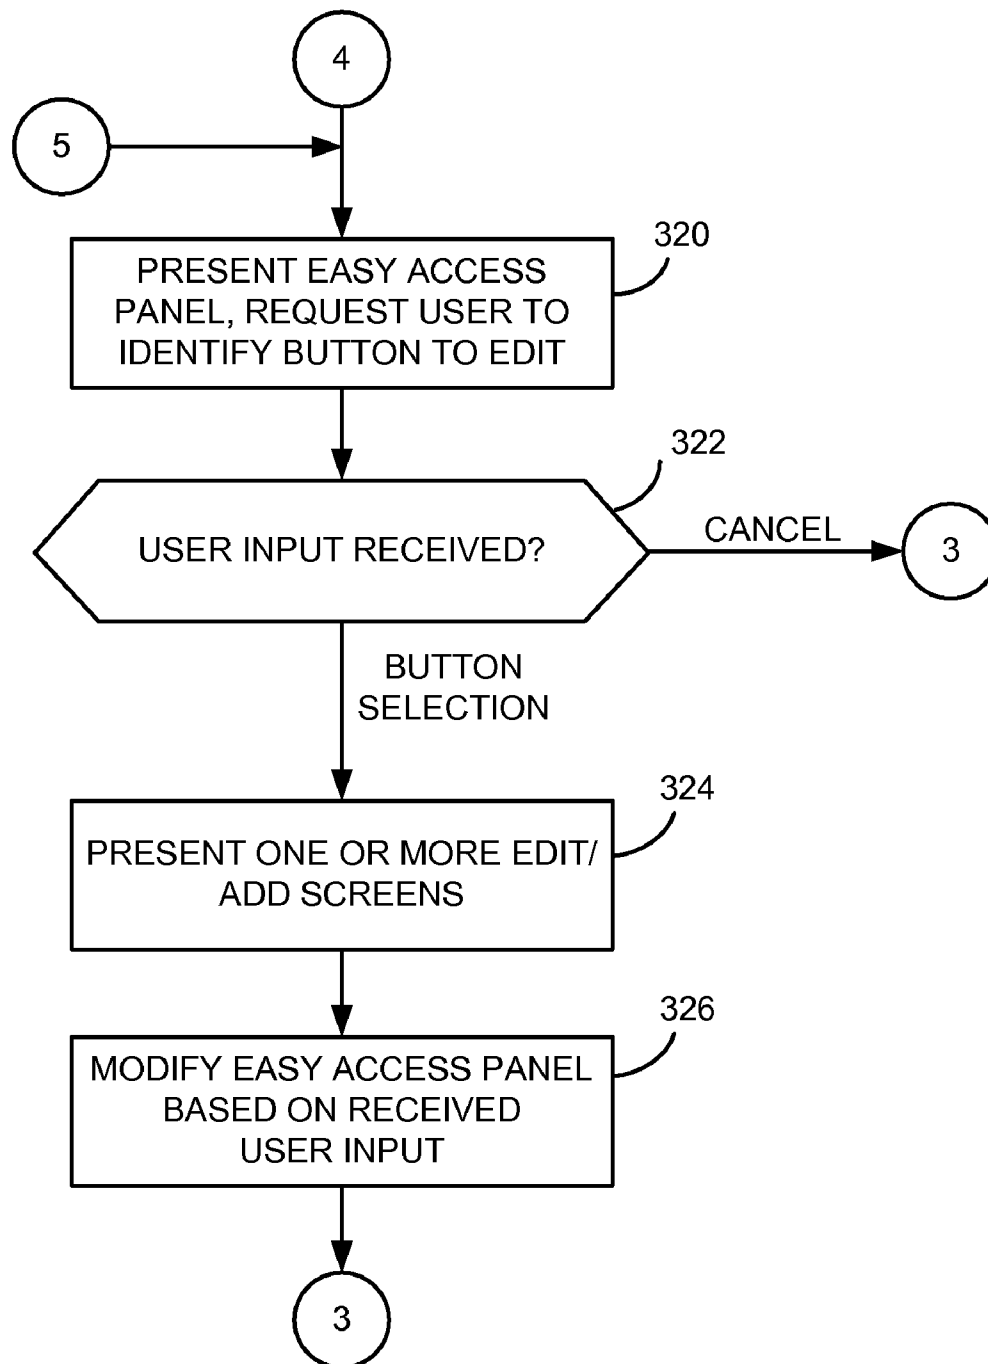 4
5
320
PRESENT EASY ACCESS
PANEL, REQUEST USER TO
IDENTIFY BUTTON TO EDIT
322
USER INPUT RECEIVED?
CANCEL
3
BUTTON
SELECTION
324
PRESENT ONE OR MORE EDIT/
ADD SCREENS
326
MODIFY EASY ACCESS PANEL
BASED ON RECEIVED
USER INPUT
3